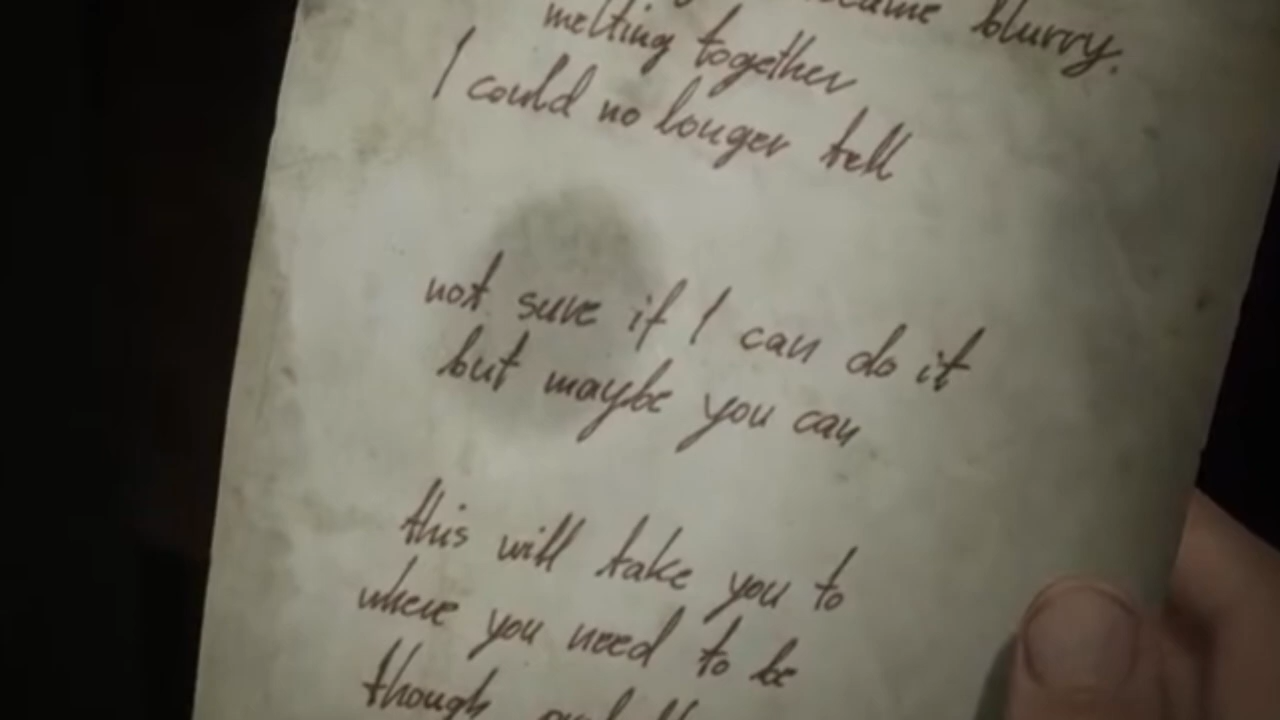 became blurry.
melting together
I could no longer tell
not sure if I can do it
but maybe you can
this will take you to
where you need to be
though